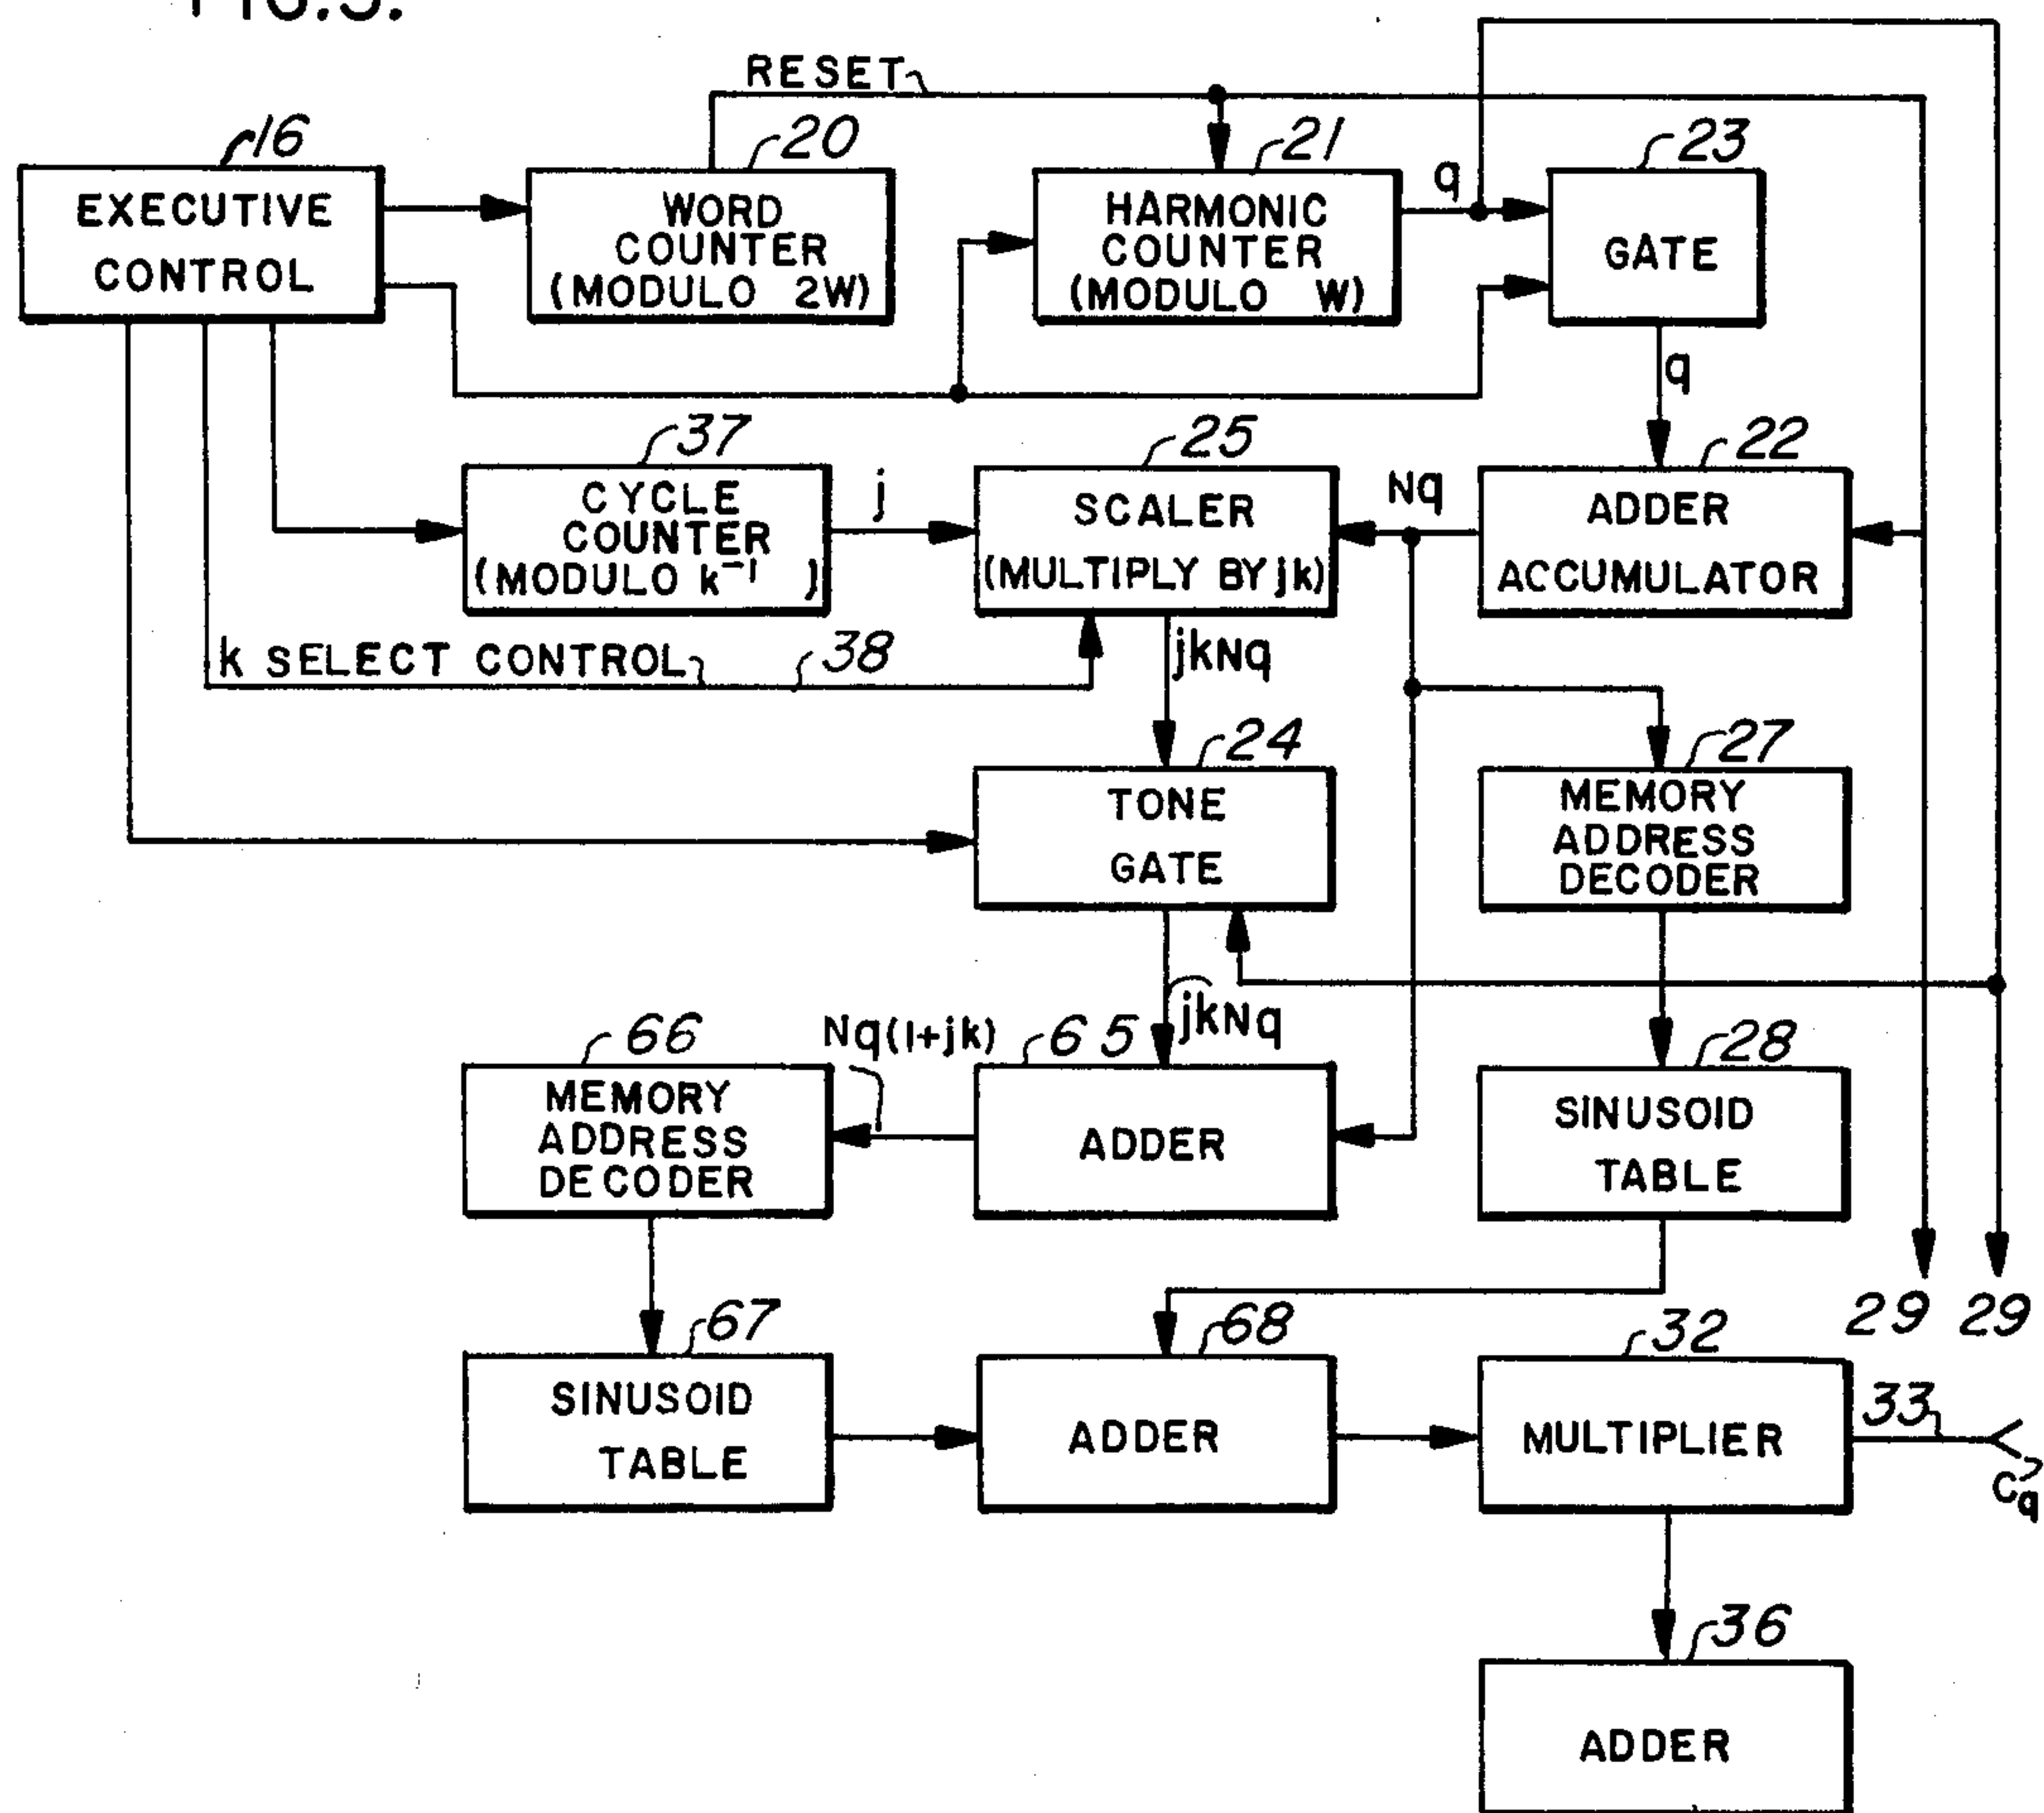 FIG.5.
RESET
16
20
21
23
EXECUTIVE
CONTROL
WORD
COUNTER
(MODULO 2W)
HARMONIC
COUNTER
(MODULO W)
q
GATE
q
37
25
22
CYCLE
COUNTER
(MODULO k⁻¹ )
j
SCALER
(MULTIPLY BY jk)
Nq
ADDER
ACCUMULATOR
k SELECT CONTROL
38
jkNq
24
27
TONE
GATE
MEMORY
ADDRESS
DECODER
jkNq
Nq(1+jk)
66
65
28
MEMORY
ADDRESS
DECODER
ADDER
SINUSOID
TABLE
29
29
67
68
32
33
SINUSOID
TABLE
ADDER
MULTIPLIER
Cq
36
ADDER